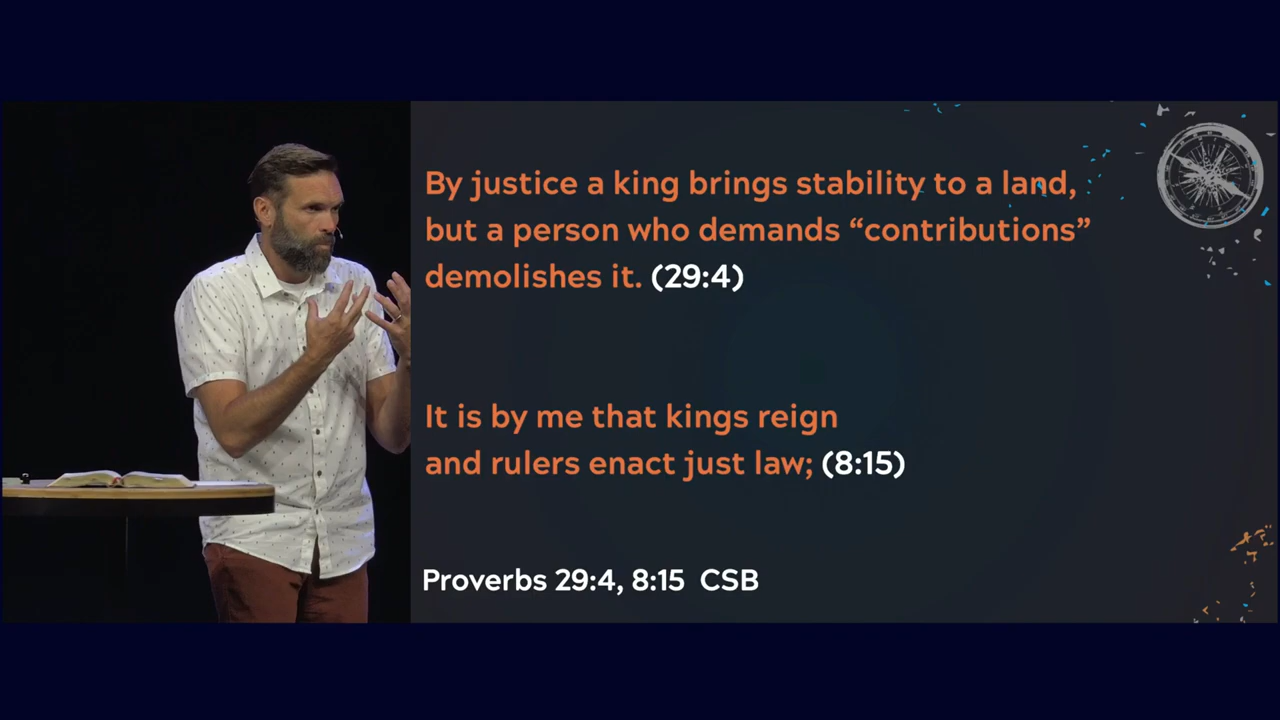 By justice a king brings stability to a land,
but a person who demands “contributions”
demolishes it. (29:4)
It is by me that kings reign
and rulers enact just law; (8:15)
Proverbs 29:4, 8:15 CSB